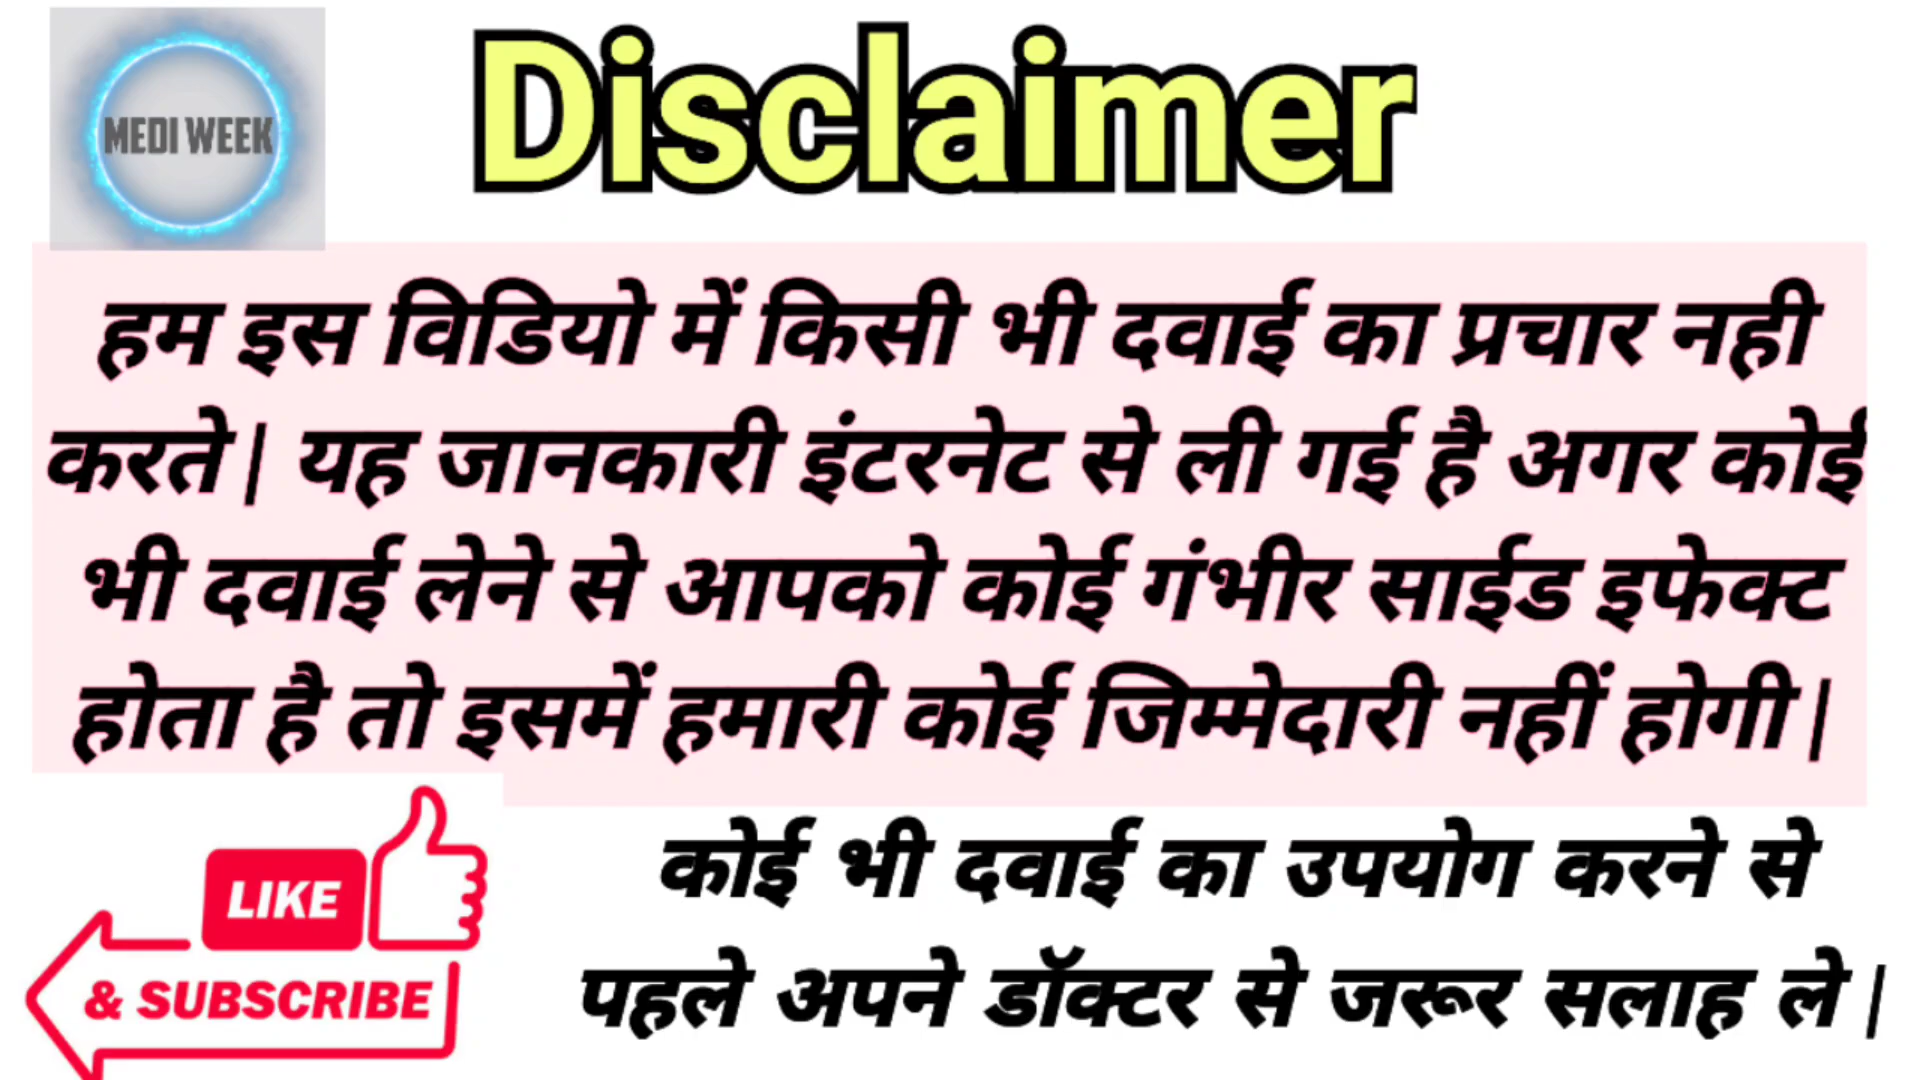 MEDI WEEK
Disclaimer
हम इस विडियो में किसी भी दवाई का प्रचार नही
करते | यह जानकारी इंटरनेट से ली गई है अगर कोई
भी दवाई लेने से आपको कोई गंभीर साईड इफेक्ट
होता है तो इसमें हमारी कोई जिम्मेदारी नहीं होगी |
कोई भी दवाई का उपयोग करने से
पहले अपने डॉक्टर से जरूर सलाह ले |
LIKE
& SUBSCRIBE